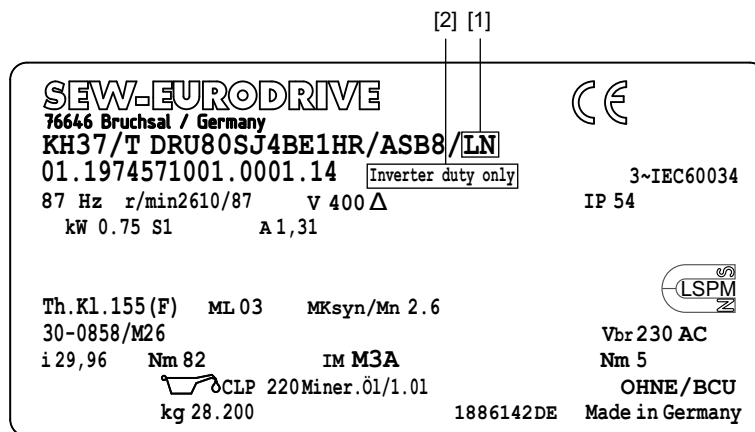 [2] [1]
SEW-EURODRIVE CE
76646 Bruchsal / Germany
KH37/T DRU80SJ4BE1HR/ASB8/LN
01.1974571001.0001.14 Inverter duty only 3~IEC60034
87 Hz r/min2610/87 V 400 Δ IP 54
kW 0.75 S1 A 1,31
S
LSPM
N
Th.Kl.155(F) ML 03 MKsyn/Mn 2.6
30-0858/M26 Vbr 230 AC
i 29,96 Nm 82 IM M3A Nm 5
CLP 220 Miner.Öl/1.0l OHNE/BCU
kg 28.200 1886142DE Made in Germany